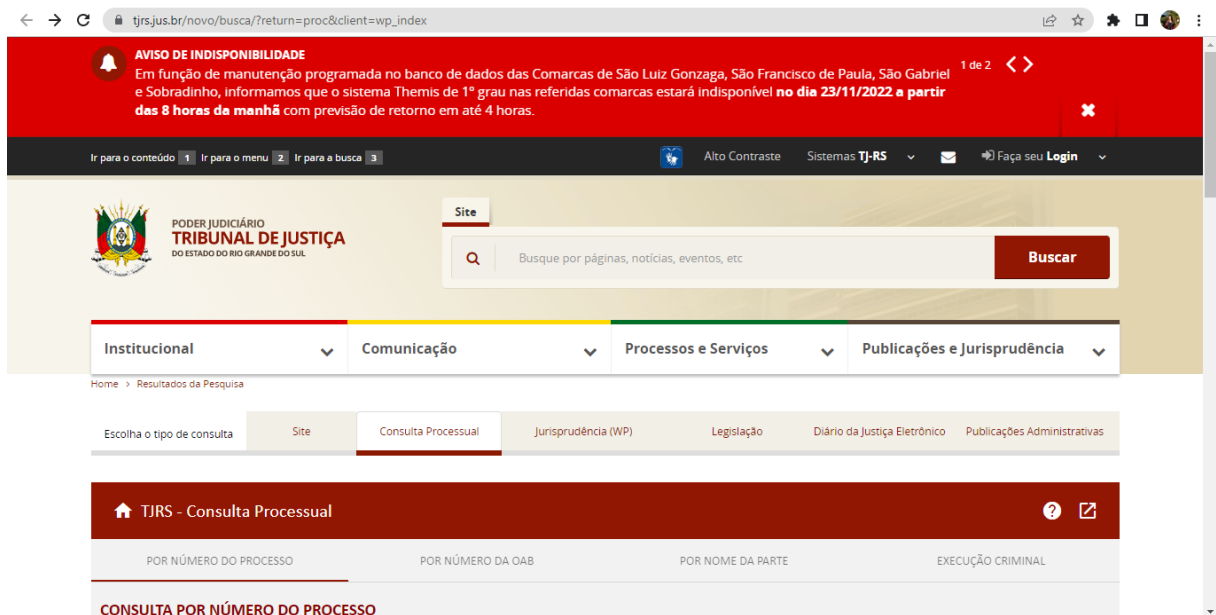 tjrs.jus.br/novo/busca/?return=proc&client=wp_index
AVISO DE INDISPONIBILIDADE
Em função de manutenção programada no banco de dados das Comarcas de São Luiz Gonzaga, São Francisco de Paula, São Gabriel
e Sobradinho, informamos que o sistema Themis de 1º grau nas referidas comarcas estará indisponível no dia 23/11/2022 a partir
das 8 horas da manhã com previsão de retorno em até 4 horas.
1 de 2
Ir para o conteúdo 1 Ir para o menu 2 Ir para a busca 3
Alto Contraste Sistemas TJ-RS Faça seu Login
PODER JUDICIÁRIO
TRIBUNAL DE JUSTIÇA
DO ESTADO DO RIO GRANDE DO SUL
Site
Busque por páginas, notícias, eventos, etc Buscar
Institucional Comunicação Processos e Serviços Publicações e Jurisprudência
Home > Resultados da Pesquisa
Escolha o tipo de consulta Site Consulta Processual Jurisprudência (WP) Legislação Diário da Justiça Eletrônico Publicações Administrativas
TJRS - Consulta Processual
POR NÚMERO DO PROCESSO POR NÚMERO DA OAB POR NOME DA PARTE EXECUÇÃO CRIMINAL
CONSULTA POR NÚMERO DO PROCESSO